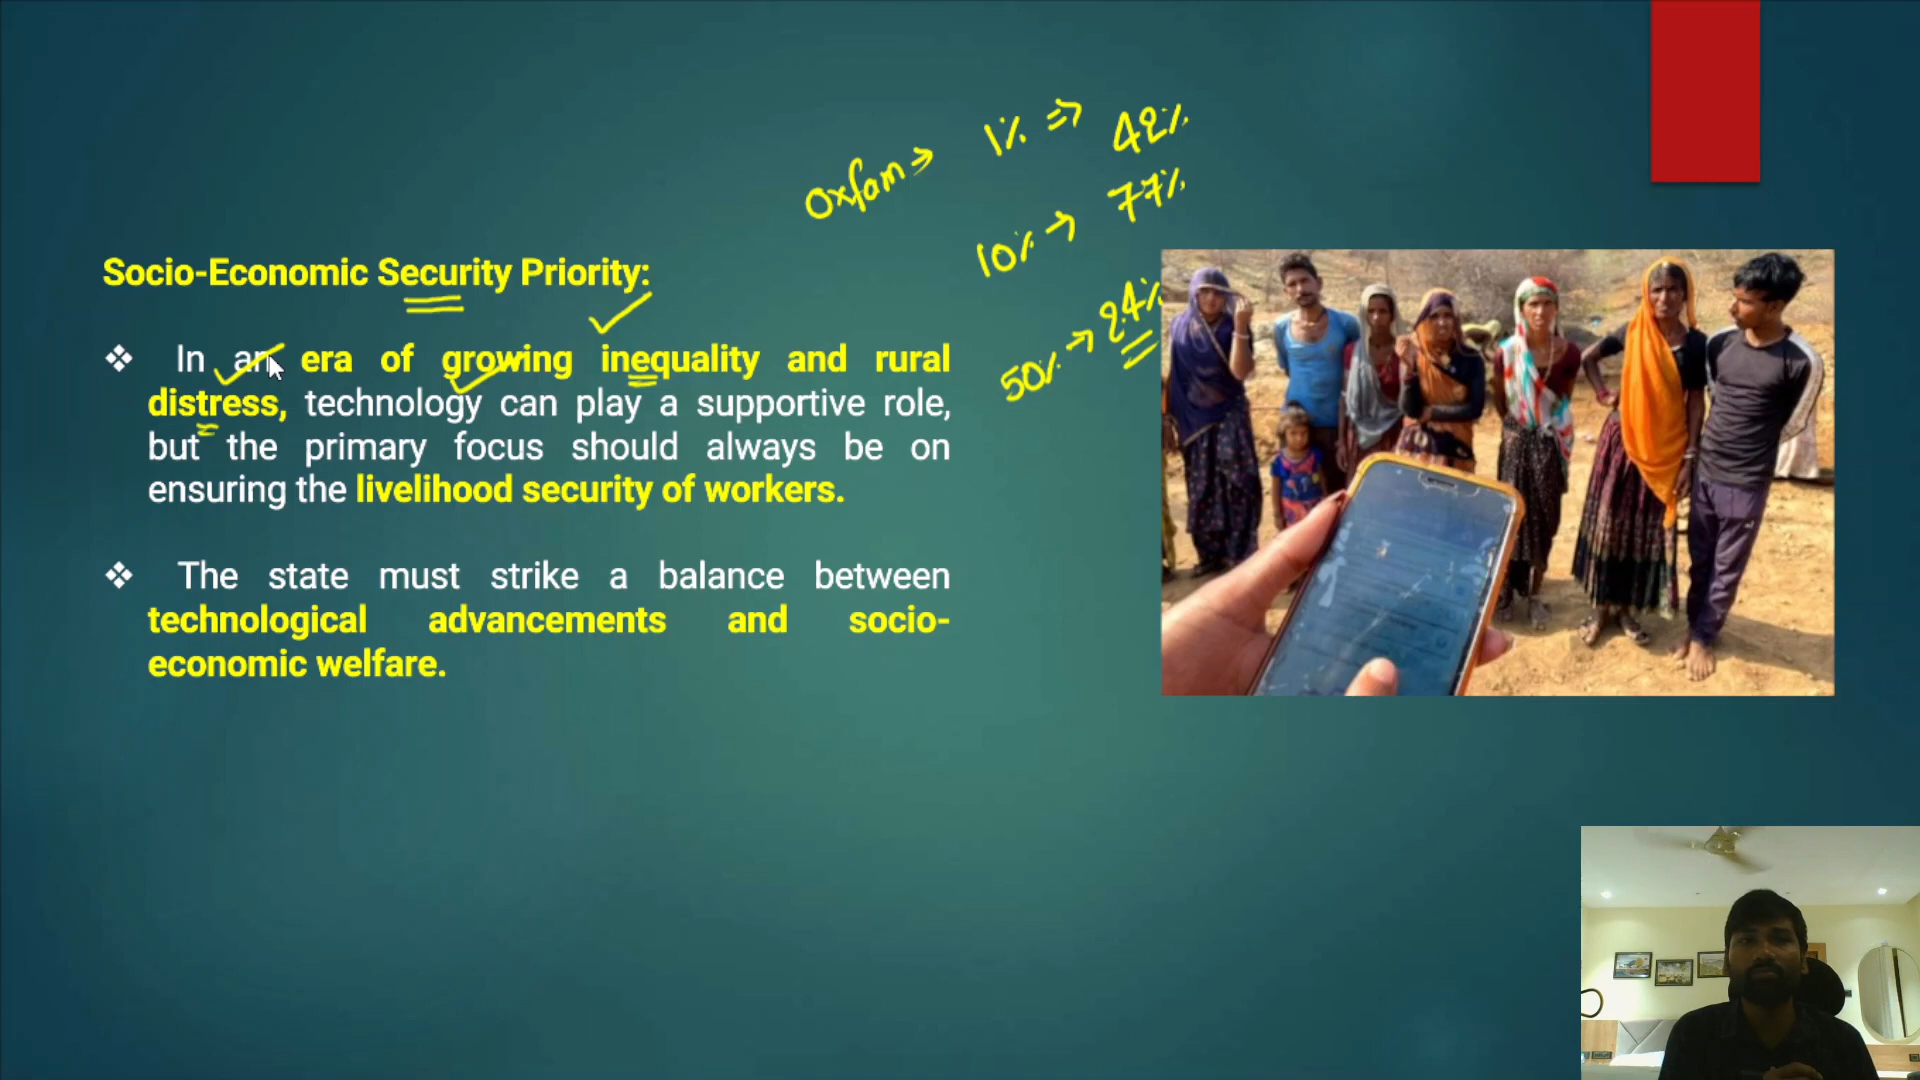 Oxfam ⇒ 1% ⇒ 42%
10% → 77%
50% → 2.4%
Socio-Economic Security Priority:
❖ In an era of growing inequality and rural
distress, technology can play a supportive role,
but the primary focus should always be on
ensuring the livelihood security of workers.
❖ The state must strike a balance between
technological advancements and socio-
economic welfare.